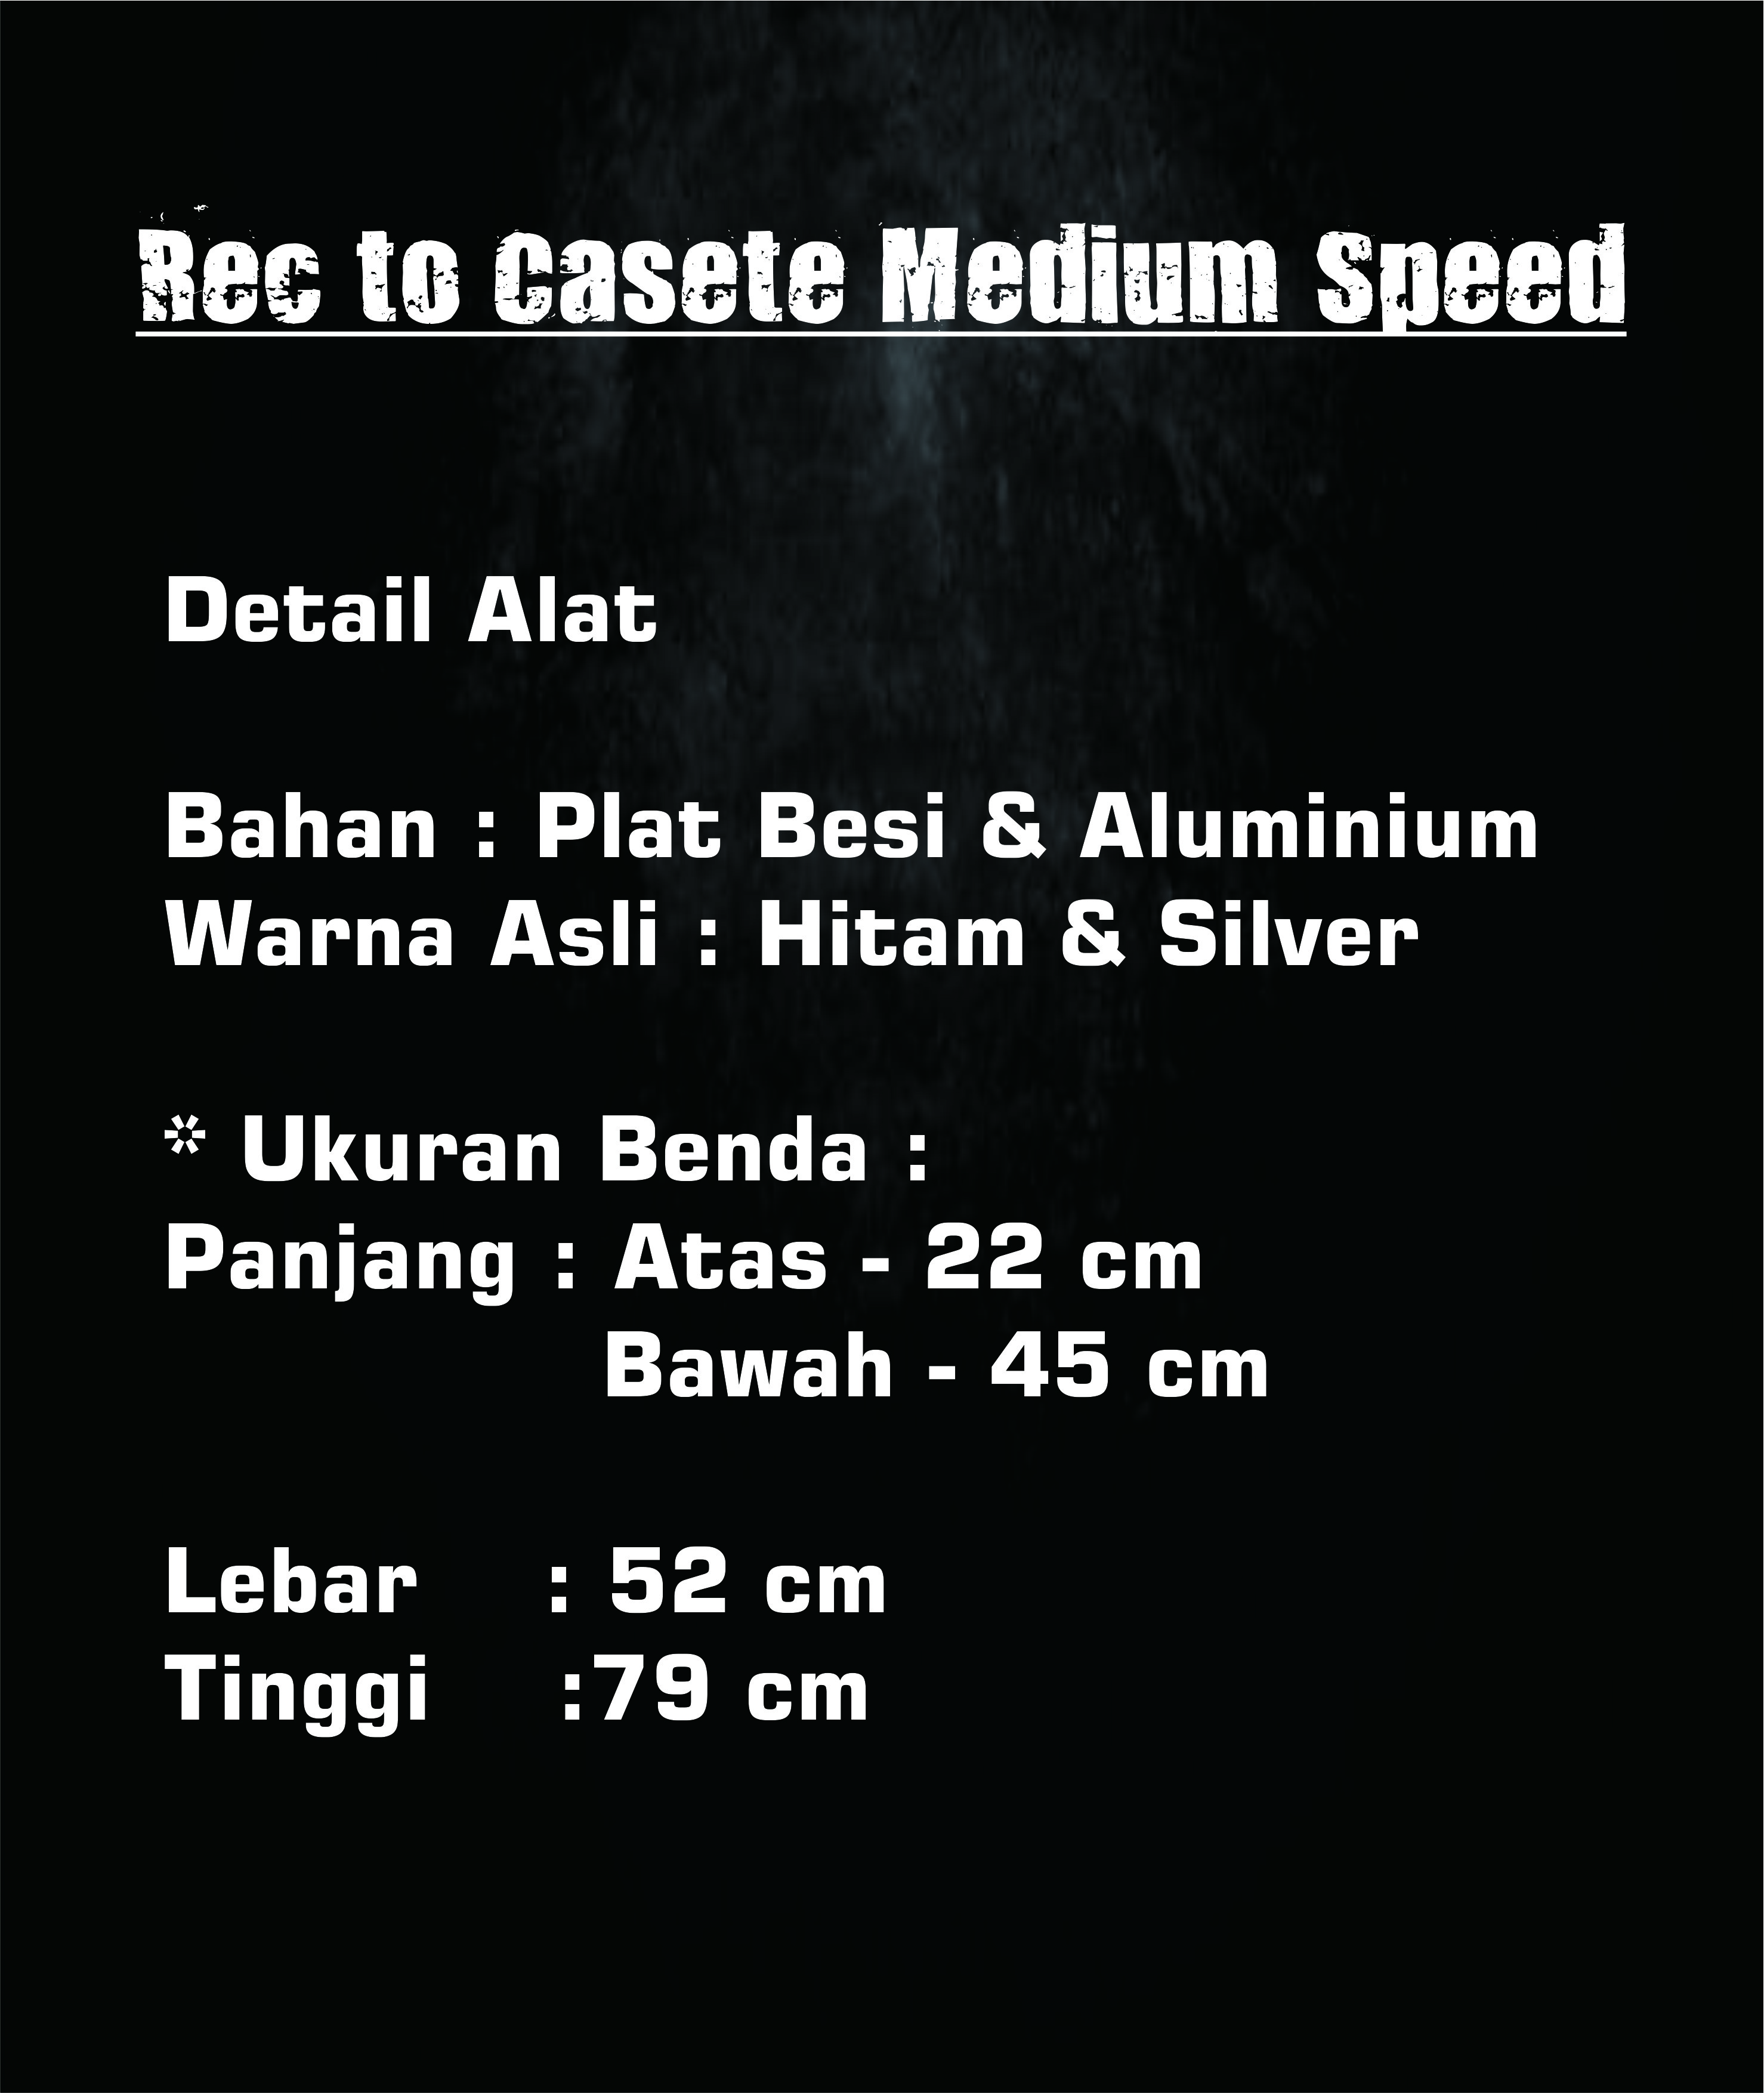 Rec to Casete Medium Speed
Detail Alat
Bahan : Plat Besi & Aluminium
Warna Asli : Hitam & Silver
* Ukuran Benda :
Panjang : Atas - 22 cm
Bawah - 45 cm
Lebar : 52 cm
Tinggi :79 cm